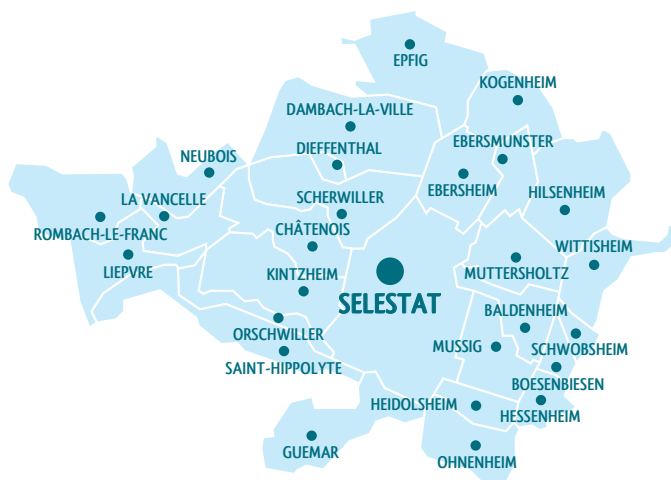 EPFIG
KOGENHEIM
DAMBACH-LA-VILLE
EBERSMUNSTER
DIEFFENTHAL
NEUBOIS
EBERSHEIM
HILSENHEIM
LA VANCELLE
SCHERWILLER
ROMBACH-LE-FRANC
CHÂTENOIS
WITTISHEIM
LIEPVRE
KINTZHEIM
MUTTERSHOLTZ
SELESTAT
BALDENHEIM
ORSCHWILLER
MUSSIG
SCHWOBSHEIM
SAINT-HIPPOLYTE
BOESENBIESEN
HEIDOLSHEIM
HESSENHEIM
GUEMAR
OHNENHEIM